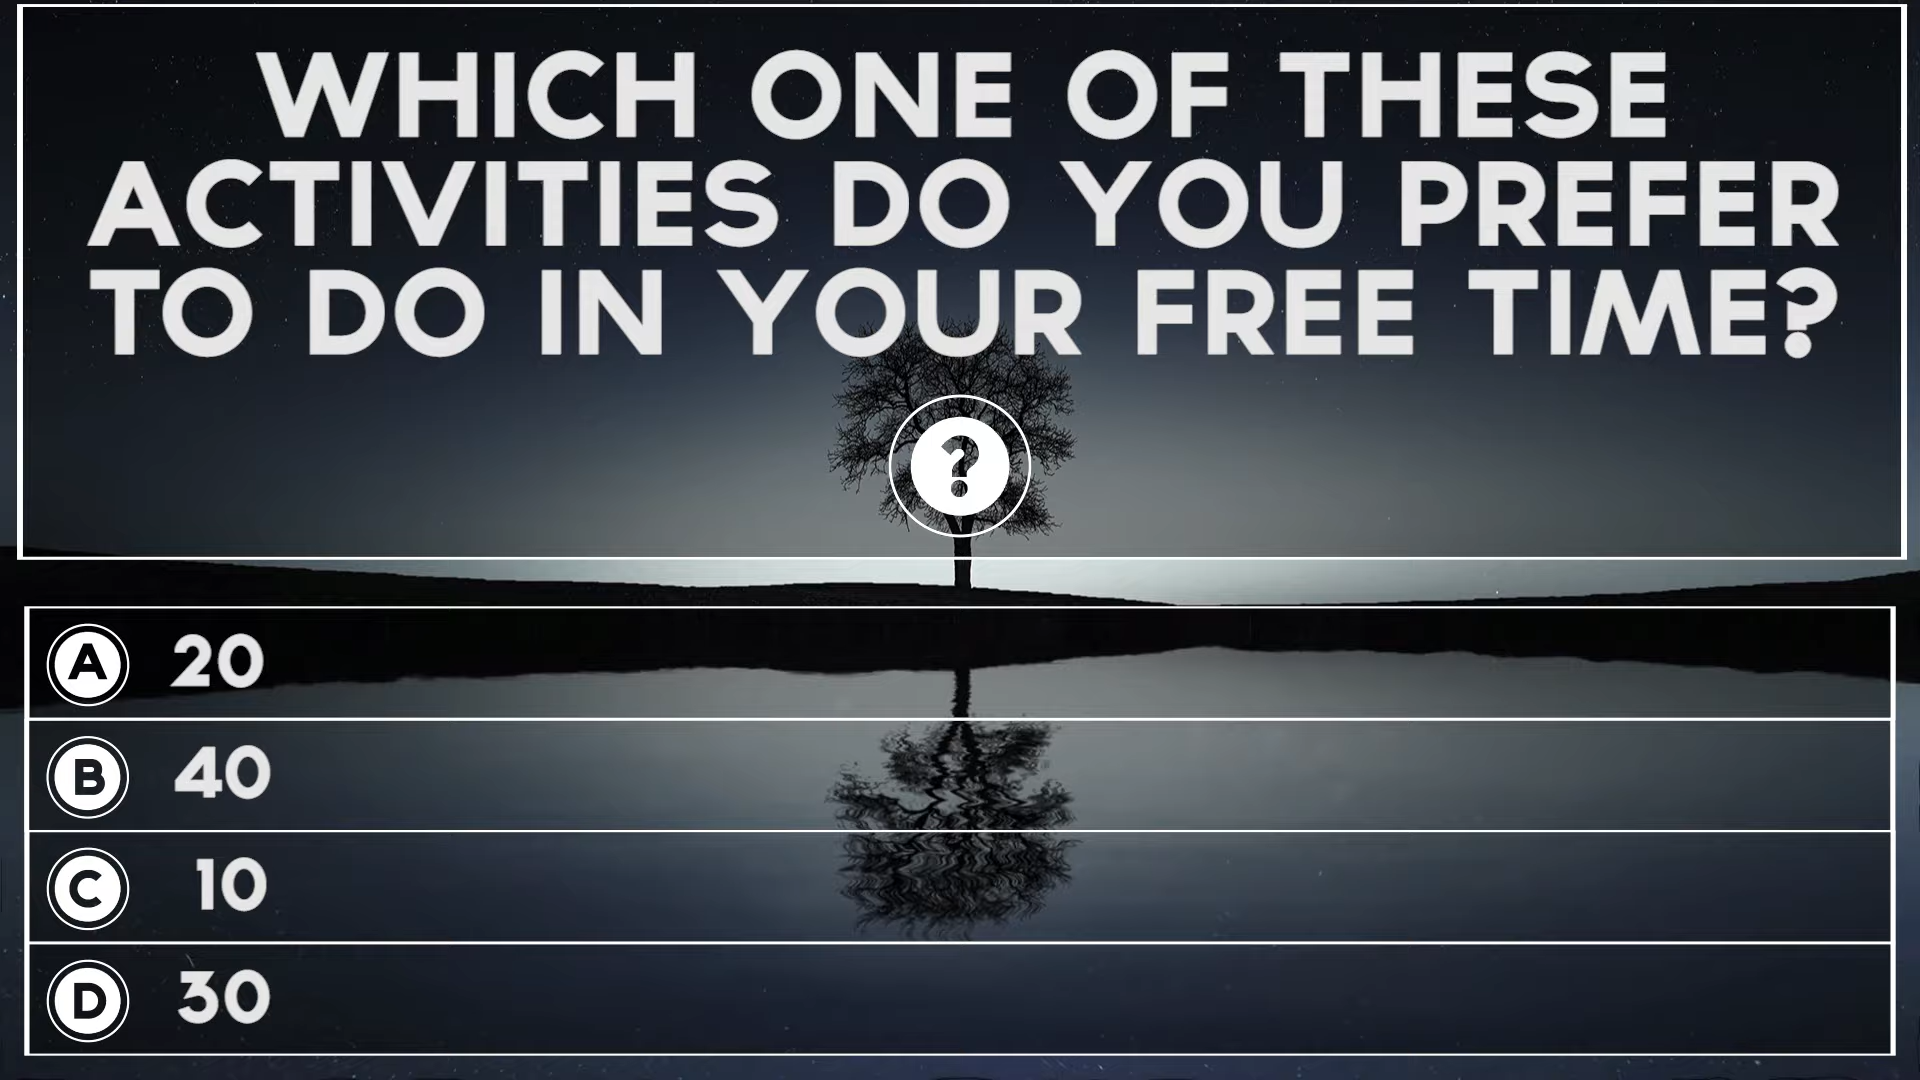 WHICH ONE OF THESE
ACTIVITIES DO YOU PREFER
TO DO IN YOUR FREE TIME?
?
A 20
B 40
C 10
D 30